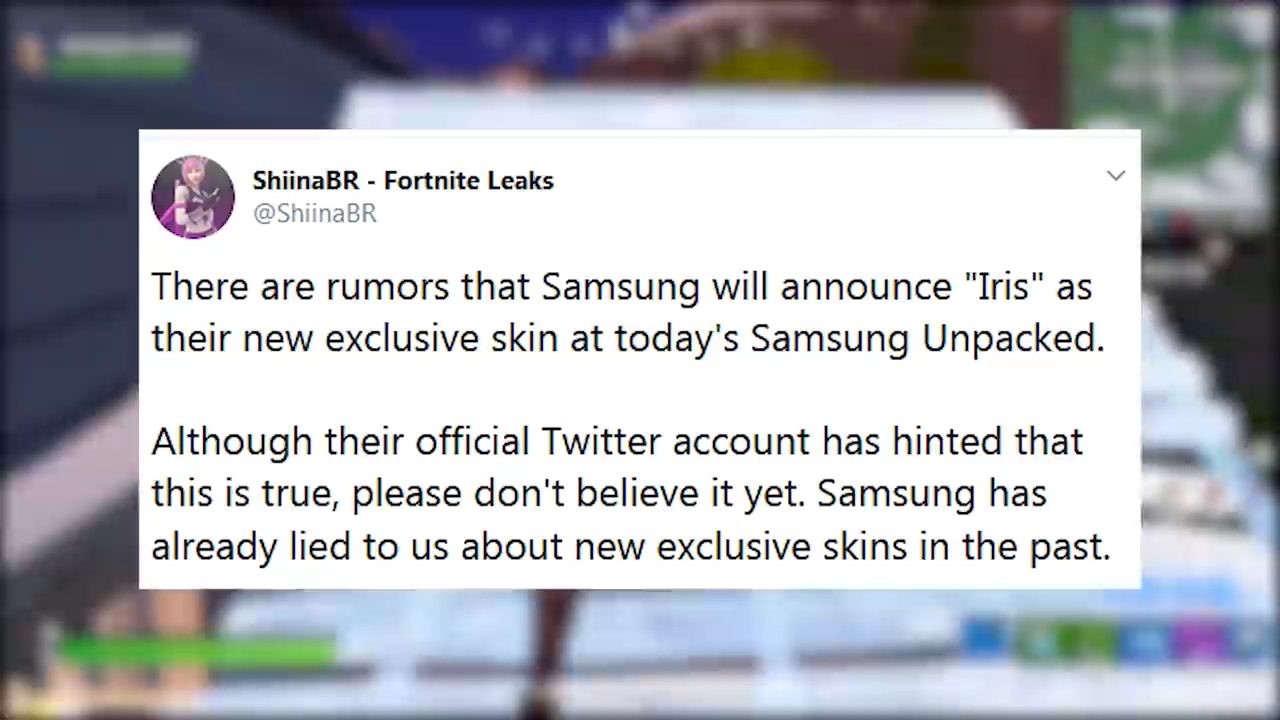 ShiinaBR - Fortnite Leaks
@ShiinaBR
There are rumors that Samsung will announce "Iris" as
their new exclusive skin at today's Samsung Unpacked.
Although their official Twitter account has hinted that
this is true, please don't believe it yet. Samsung has
already lied to us about new exclusive skins in the past.